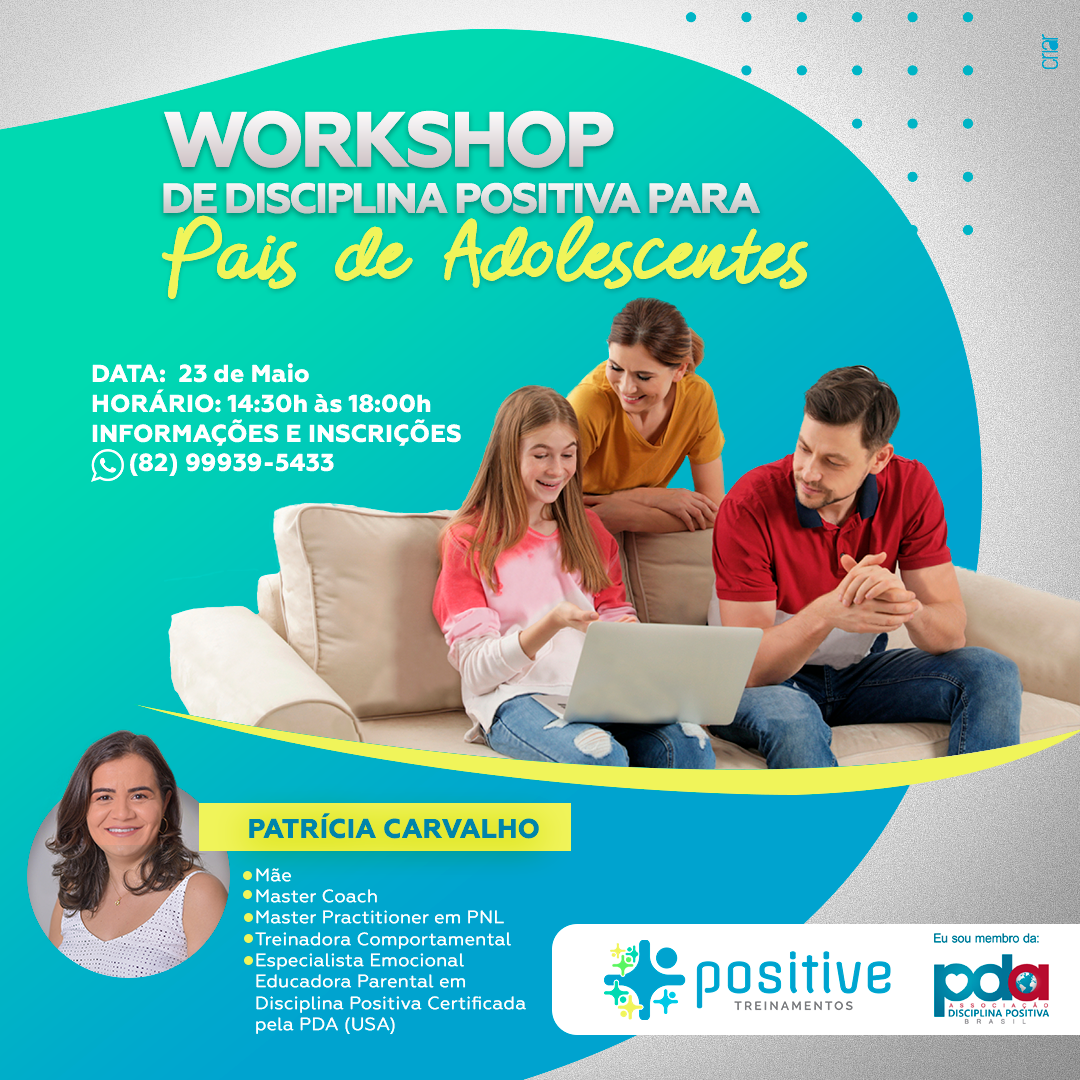 criar
WORKSHOP
DE DISCIPLINA POSITIVA PARA
Pais de Adolescentes
DATA: 23 de Maio
HORÁRIO: 14:30h às 18:00h
INFORMAÇÕES E INSCRIÇÕES
(82) 99939-5433
PATRÍCIA CARVALHO
Mãe
Master Coach
Master Practitioner em PNL
Treinadora Comportamental
Especialista Emocional
Educadora Parental em
Disciplina Positiva Certificada
pela PDA (USA)
positive
TREINAMENTOS
Eu sou membro da:
pda
ASSOCIAÇÃO
DISCIPLINA POSITIVA
BRASIL